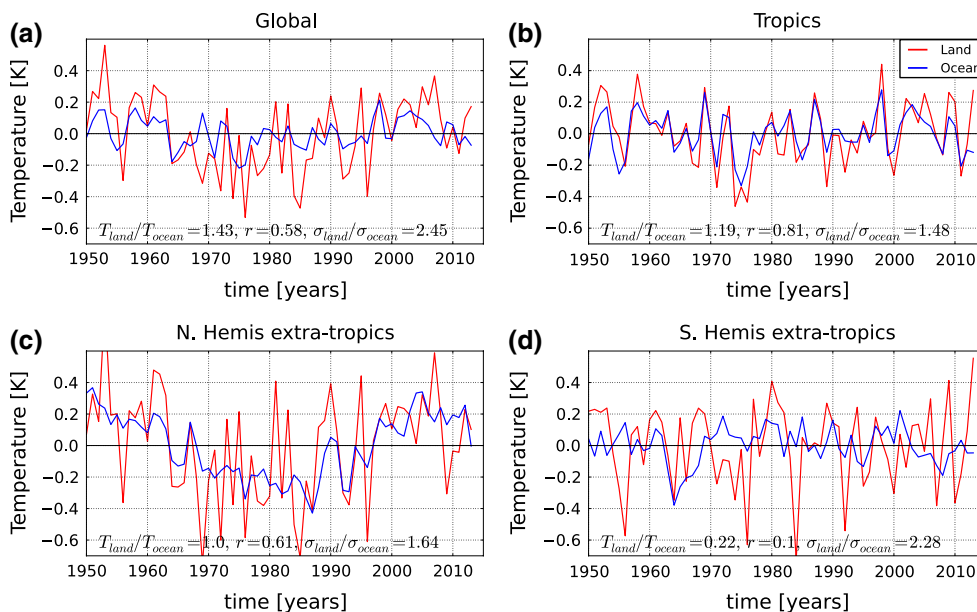 (a) Global
Temperature [K]
0.4
0.2
0.0
−0.2
−0.4
−0.6
T_land/T_ocean=1.43, r=0.58, σ_land/σ_ocean=2.45
1950 1960 1970 1980 1990 2000 2010
time [years]
(b) Tropics
Land
Ocean
Temperature [K]
0.4
0.2
0.0
−0.2
−0.4
−0.6
T_land/T_ocean=1.19, r=0.81, σ_land/σ_ocean=1.48
1950 1960 1970 1980 1990 2000 2010
time [years]
(c) N. Hemis extra-tropics
Temperature [K]
0.4
0.2
0.0
−0.2
−0.4
−0.6
T_land/T_ocean=1.0, r=0.61, σ_land/σ_ocean=1.64
1950 1960 1970 1980 1990 2000 2010
time [years]
(d) S. Hemis extra-tropics
Temperature [K]
0.4
0.2
0.0
−0.2
−0.4
−0.6
T_land/T_ocean=0.22, r=0.1, σ_land/σ_ocean=2.28
1950 1960 1970 1980 1990 2000 2010
time [years]